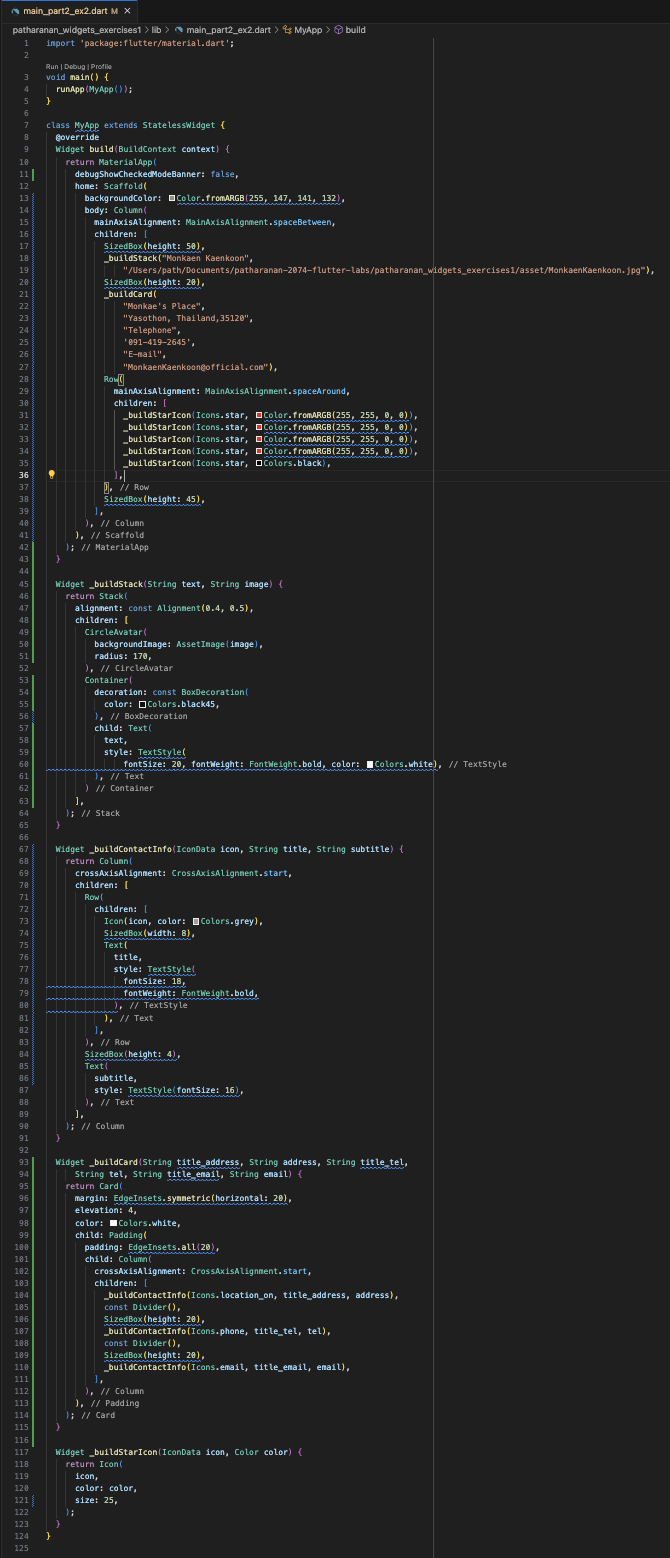 main_part2_ex2.dart M ×
patharanan_widgets_exercises1 > lib > main_part2_ex2.dart > MyApp > build
1 import 'package:flutter/material.dart';
2
Run | Debug | Profile
3 void main() {
4   runApp(MyApp());
5 }
6
7 class MyApp extends StatelessWidget {
8   @override
9   Widget build(BuildContext context) {
10     return MaterialApp(
11       debugShowCheckedModeBanner: false,
12       home: Scaffold(
13         backgroundColor: Color.fromARGB(255, 147, 141, 132),
14         body: Column(
15           mainAxisAlignment: MainAxisAlignment.spaceBetween,
16           children: [
17             SizedBox(height: 50),
18             _buildStack("Monkaen Kaenkoon",
19                 "/Users/path/Documents/patharanan-2074-flutter-labs/patharanan_widgets_exercises1/asset/MonkaenKaenkoon.jpg"),
20             SizedBox(height: 20),
21             _buildCard(
22                 "Monkae's Place",
23                 "Yasothon, Thailand,35120",
24                 "Telephone",
25                 '091-419-2645',
26                 "E-mail",
27                 "MonkaenKaenkoon@official.com"),
28             Row(
29               mainAxisAlignment: MainAxisAlignment.spaceAround,
30               children: [
31                 _buildStarIcon(Icons.star, Color.fromARGB(255, 255, 0, 0)),
32                 _buildStarIcon(Icons.star, Color.fromARGB(255, 255, 0, 0)),
33                 _buildStarIcon(Icons.star, Color.fromARGB(255, 255, 0, 0)),
34                 _buildStarIcon(Icons.star, Color.fromARGB(255, 255, 0, 0)),
35                 _buildStarIcon(Icons.star, Colors.black),
36               ],
37             ), // Row
38             SizedBox(height: 45),
39           ],
40         ), // Column
41       ), // Scaffold
42     ); // MaterialApp
43   }
44
45   Widget _buildStack(String text, String image) {
46     return Stack(
47       alignment: const Alignment(0.4, 0.5),
48       children: [
49         CircleAvatar(
50           backgroundImage: AssetImage(image),
51           radius: 170,
52         ), // CircleAvatar
53         Container(
54           decoration: const BoxDecoration(
55             color: Colors.black45,
56           ), // BoxDecoration
57           child: Text(
58             text,
59             style: TextStyle(
60                 fontSize: 20, fontWeight: FontWeight.bold, color: Colors.white), // TextStyle
61           ), // Text
62         ) // Container
63       ],
64     ); // Stack
65   }
66
67   Widget _buildContactInfo(IconData icon, String title, String subtitle) {
68     return Column(
69       crossAxisAlignment: CrossAxisAlignment.start,
70       children: [
71         Row(
72           children: [
73             Icon(icon, color: Colors.grey),
74             SizedBox(width: 8),
75             Text(
76               title,
77               style: TextStyle(
78                 fontSize: 18,
79                 fontWeight: FontWeight.bold,
80               ), // TextStyle
81             ), // Text
82           ],
83         ), // Row
84         SizedBox(height: 4),
85         Text(
86           subtitle,
87           style: TextStyle(fontSize: 16),
88         ), // Text
89       ],
90     ); // Column
91   }
92
93   Widget _buildCard(String title_address, String address, String title_tel,
94       String tel, String title_email, String email) {
95     return Card(
96       margin: EdgeInsets.symmetric(horizontal: 20),
97       elevation: 4,
98       color: Colors.white,
99       child: Padding(
100         padding: EdgeInsets.all(20),
101         child: Column(
102           crossAxisAlignment: CrossAxisAlignment.start,
103           children: [
104             _buildContactInfo(Icons.location_on, title_address, address),
105             const Divider(),
106             SizedBox(height: 20),
107             _buildContactInfo(Icons.phone, title_tel, tel),
108             const Divider(),
109             SizedBox(height: 20),
110             _buildContactInfo(Icons.email, title_email, email),
111           ],
112         ), // Column
113       ), // Padding
114     ); // Card
115   }
116
117   Widget _buildStarIcon(IconData icon, Color color) {
118     return Icon(
119       icon,
120       color: color,
121       size: 25,
122     );
123   }
124 }
125